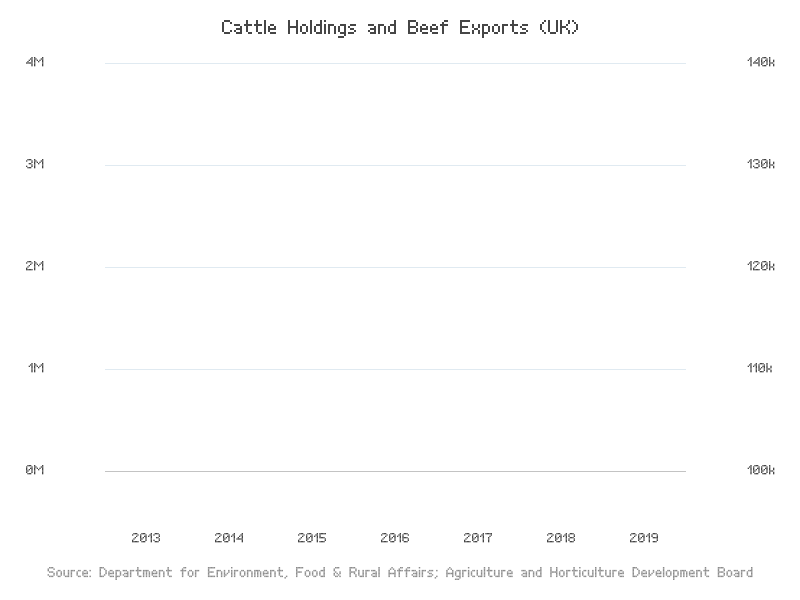 Cattle Holdings and Beef Exports (UK)
4M 140k
3M 130k
2M 120k
1M 110k
0M 100k
2013 2014 2015 2016 2017 2018 2019
Source: Department for Environment, Food & Rural Affairs; Agriculture and Horticulture Development Board